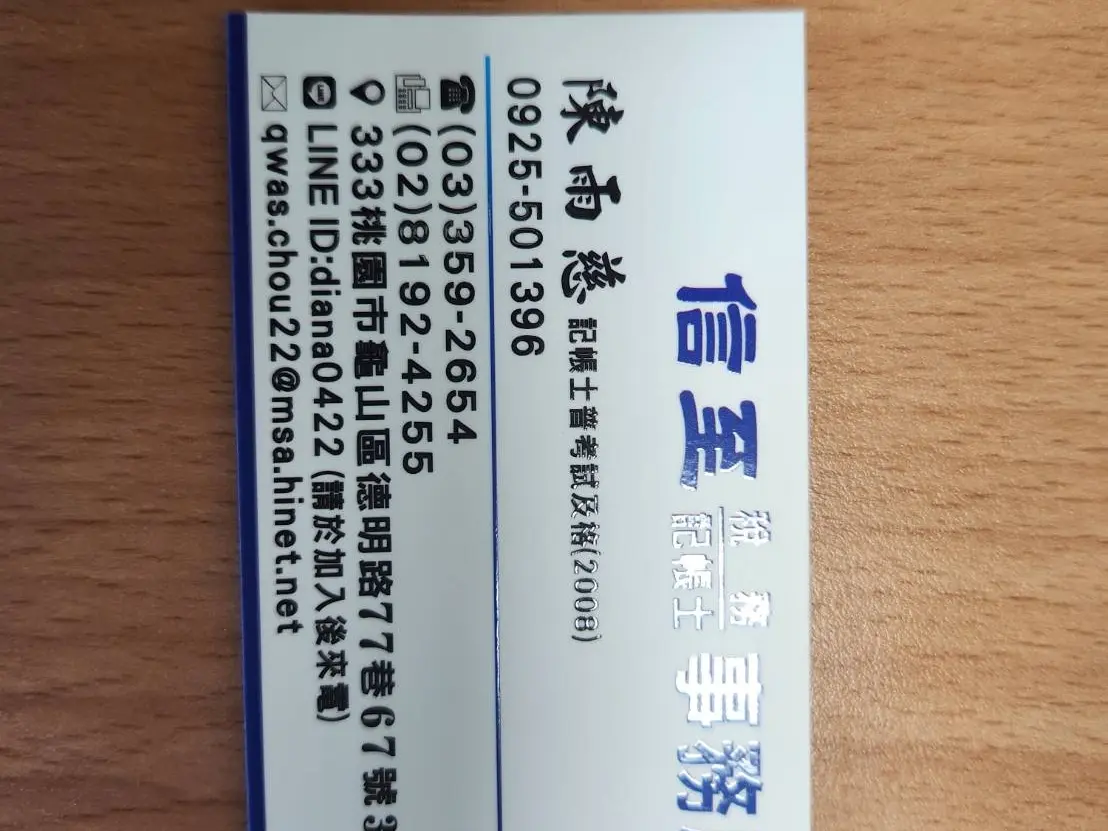 信至 稅務 記帳士 事務
陳雨慈 記帳士普考試及格(2008)
0925-501396
(03)359-2654
(02)8192-4255
333桃園市龜山區德明路77巷67號3
LINE ID:diana0422 (請於加入後來電)
qwas.chou22@msa.hinet.net